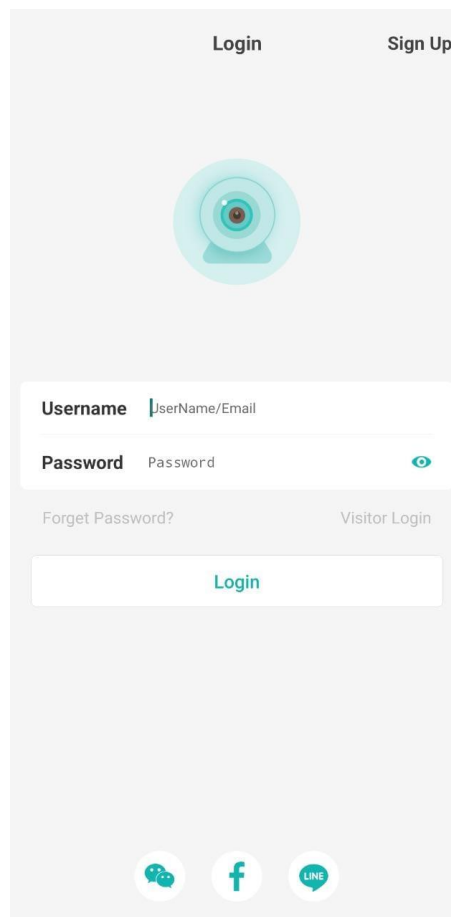 Login Sign Up
Username UserName/Email
Password Password
Forget Password? Visitor Login
Login
f
LINE